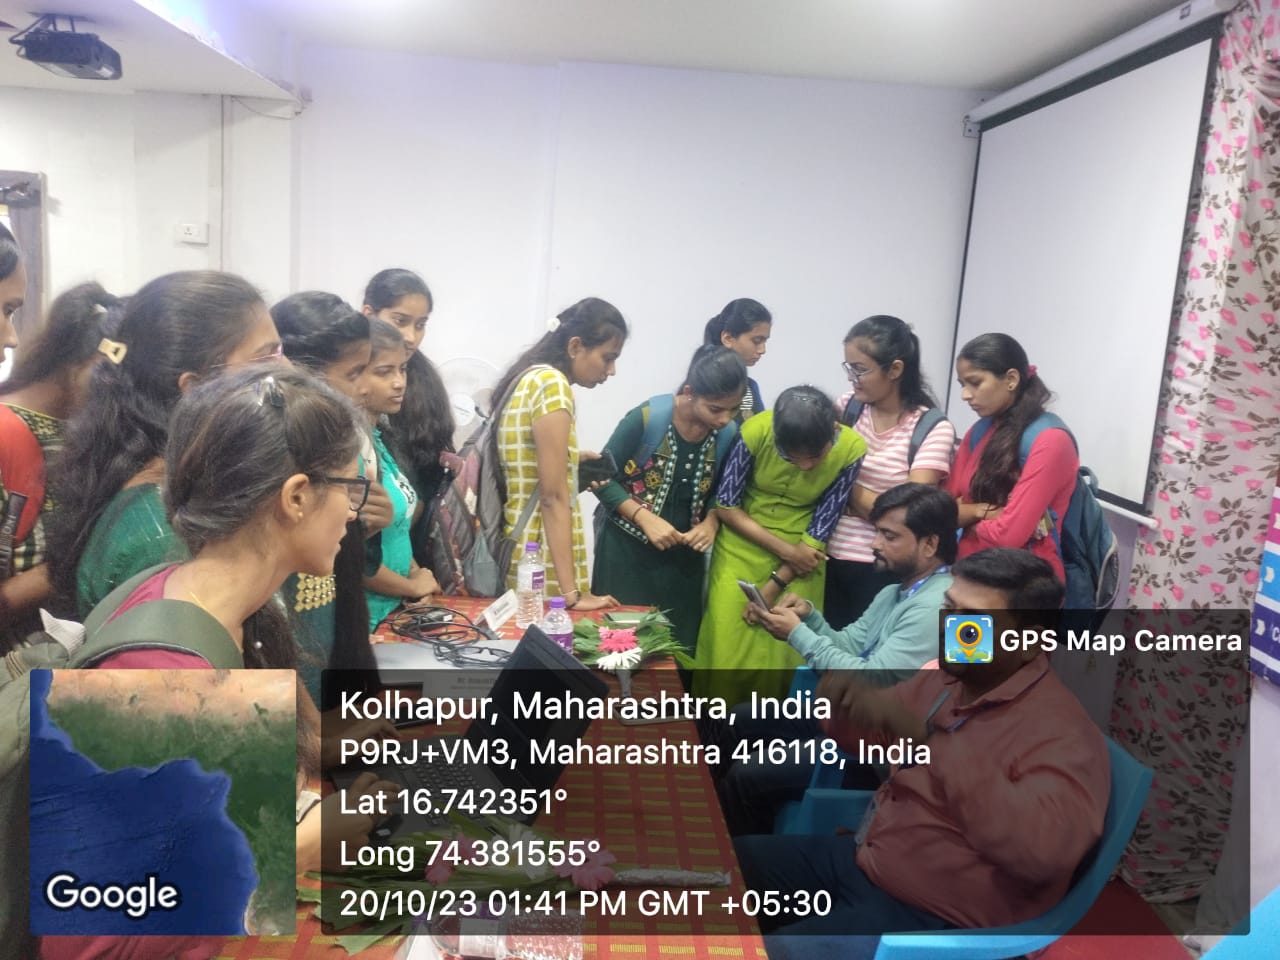 GPS Map Camera
Kolhapur, Maharashtra, India
P9RJ+VM3, Maharashtra 416118, India
Lat 16.742351°
Long 74.381555°
20/10/23 01:41 PM GMT +05:30
Google